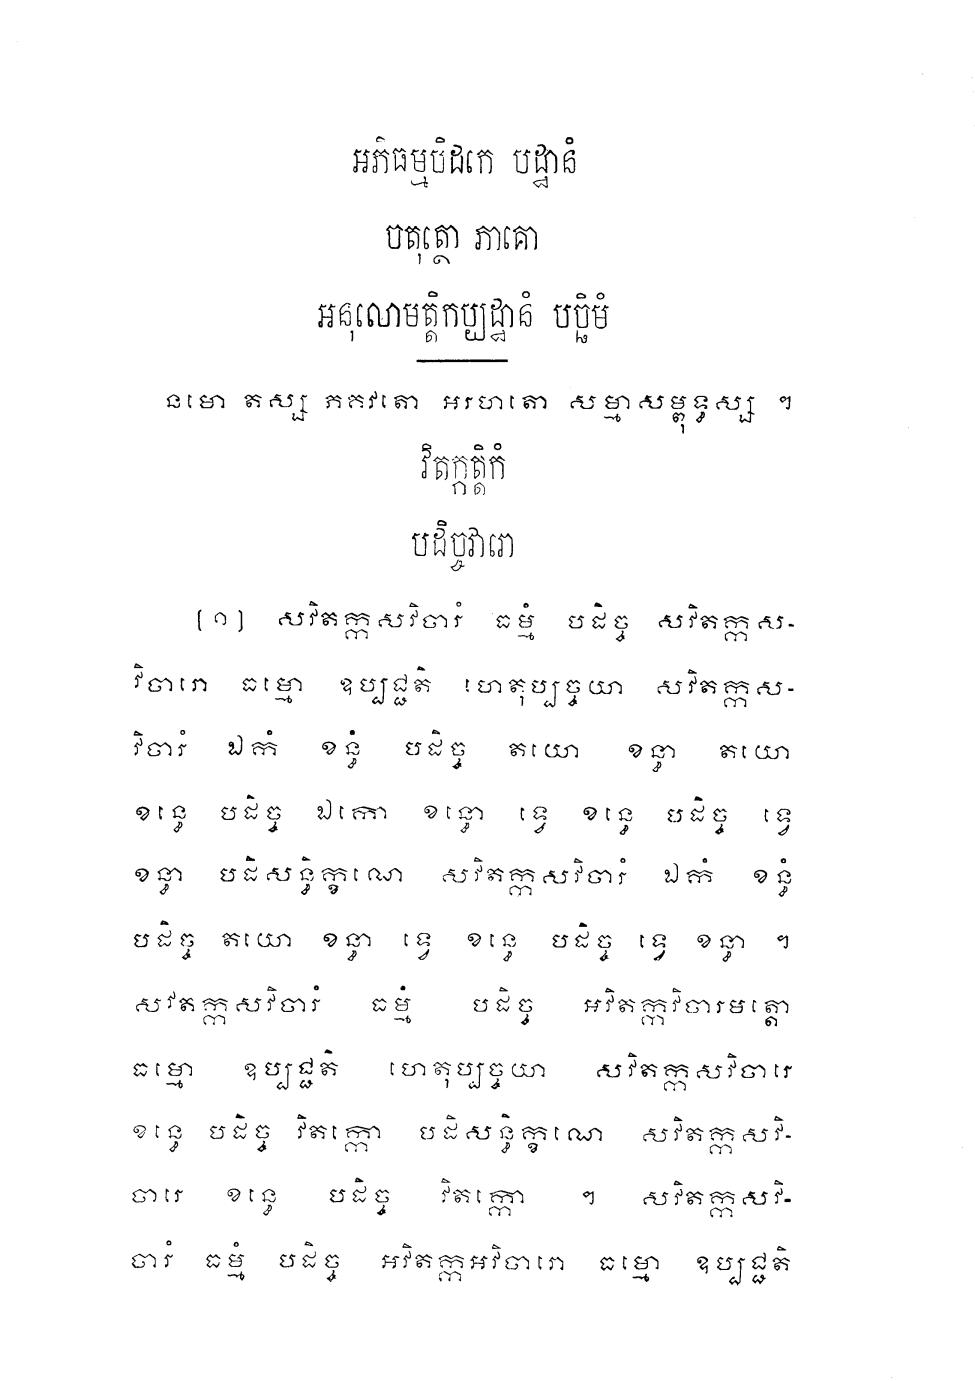 អភិធម្មបិដកេ បដ្ឋានំ
ចតុត្ថោ ភាគោ
អនុលោមត្តិកប្បដ្ឋានំ បច្ឆិមំ
នមោ តស្ស ភគវតោ អរហតោ សម្មាសម្ពុទ្ធស្ស ។
វិតក្កត្តិកំ
បដិច្ចវារោ
[១] សវិតក្កសវិចារំ ធម្មំ បដិច្ច សវិតក្កស-
វិចារោ ធម្មោ ឧប្បជ្ជតិ ហេតុប្បច្ចយា សវិតក្កស-
វិចារំ ឯកំ ខន្ធំ បដិច្ច តយោ ខន្ធា តយោ
ខន្ធេ បដិច្ច ឯកោ ខន្ធោ ទ្វេ ខន្ធេ បដិច្ច ទ្វេ
ខន្ធា បដិសន្ធិក្ខណេ សវិតក្កសវិចារំ ឯកំ ខន្ធំ
បដិច្ច តយោ ខន្ធា ទ្វេ ខន្ធេ បដិច្ច ទ្វេ ខន្ធា ។
សវតក្កសវិចារំ ធម្មំ បដិច្ច អវិតក្កវិចារមត្តោ
ធម្មោ ឧប្បជ្ជតិ ហេតុប្បច្ចយា សវិតក្កសវិចារេ
ខន្ធេ បដិច្ច វិតក្កោ បដិសន្ធិក្ខណេ សវិតក្កសវិ-
ចារេ ខន្ធេ បដិច្ច វិតក្កោ ។ សវិតក្កសវិ-
ចារំ ធម្មំ បដិច្ច អវិតក្កអវិចារោ ធម្មោ ឧប្បជ្ជតិ